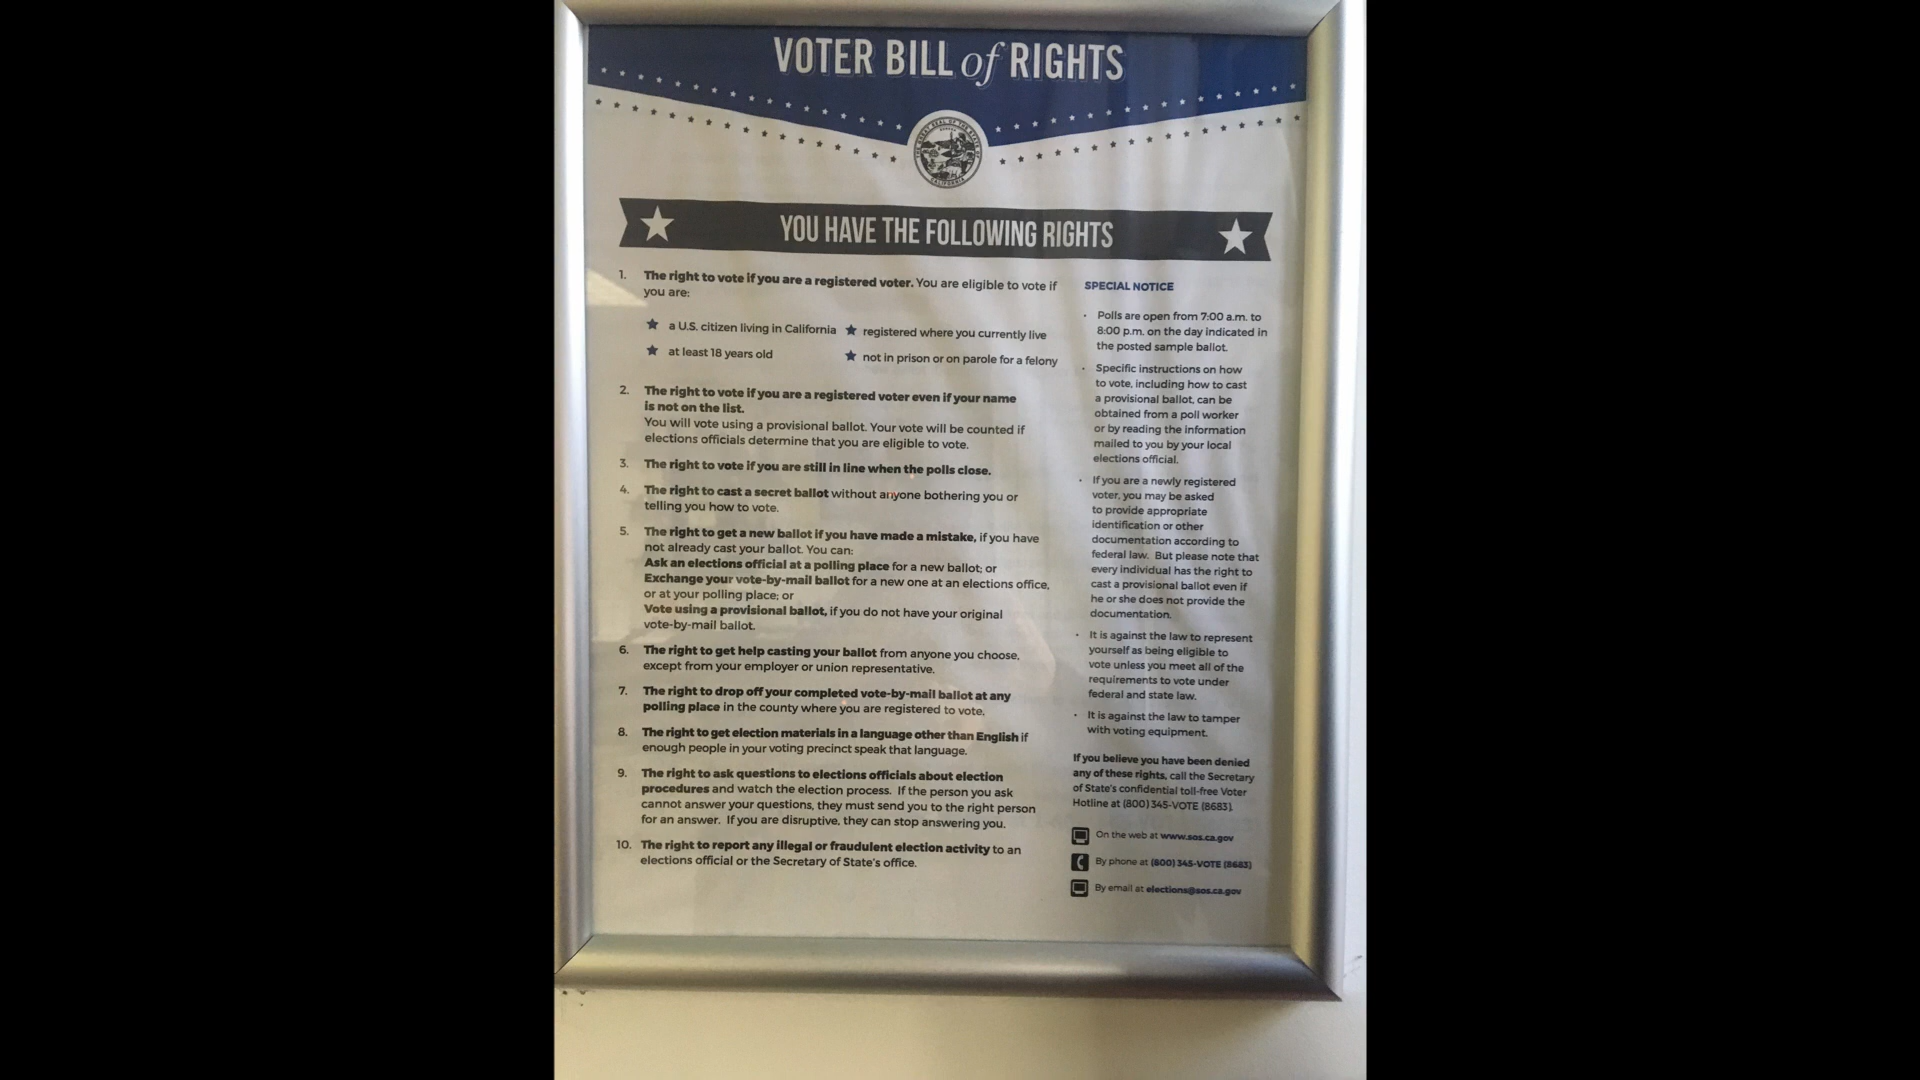 VOTER BILL of RIGHTS
THE GREAT SEAL OF THE STATE OF CALIFORNIA
YOU HAVE THE FOLLOWING RIGHTS
1. The right to vote if you are a registered voter. You are eligible to vote if
you are:
a U.S. citizen living in California
registered where you currently live
at least 18 years old
not in prison or on parole for a felony
2. The right to vote if you are a registered voter even if your name
is not on the list.
You will vote using a provisional ballot. Your vote will be counted if
elections officials determine that you are eligible to vote.
3. The right to vote if you are still in line when the polls close.
4. The right to cast a secret ballot without anyone bothering you or
telling you how to vote.
5. The right to get a new ballot if you have made a mistake, if you have
not already cast your ballot. You can:
Ask an elections official at a polling place for a new ballot; or
Exchange your vote-by-mail ballot for a new one at an elections office,
or at your polling place; or
Vote using a provisional ballot, if you do not have your original
vote-by-mail ballot.
6. The right to get help casting your ballot from anyone you choose,
except from your employer or union representative.
7. The right to drop off your completed vote-by-mail ballot at any
polling place in the county where you are registered to vote.
8. The right to get election materials in a language other than English if
enough people in your voting precinct speak that language.
9. The right to ask questions to elections officials about election
procedures and watch the election process. If the person you ask
cannot answer your questions, they must send you to the right person
for an answer. If you are disruptive, they can stop answering you.
10. The right to report any illegal or fraudulent election activity to an
elections official or the Secretary of State's office.
SPECIAL NOTICE
• Polls are open from 7:00 a.m. to
8:00 p.m. on the day indicated in
the posted sample ballot.
• Specific instructions on how
to vote, including how to cast
a provisional ballot, can be
obtained from a poll worker
or by reading the information
mailed to you by your local
elections official.
• If you are a newly registered
voter, you may be asked
to provide appropriate
identification or other
documentation according to
federal law. But please note that
every individual has the right to
cast a provisional ballot even if
he or she does not provide the
documentation.
• It is against the law to represent
yourself as being eligible to
vote unless you meet all of the
requirements to vote under
federal and state law.
• It is against the law to tamper
with voting equipment.
If you believe you have been denied
any of these rights, call the Secretary
of State's confidential toll-free Voter
Hotline at (800) 345-VOTE (8683).
On the web at www.sos.ca.gov
By phone at (800) 345-VOTE (8683)
By email at elections@sos.ca.gov